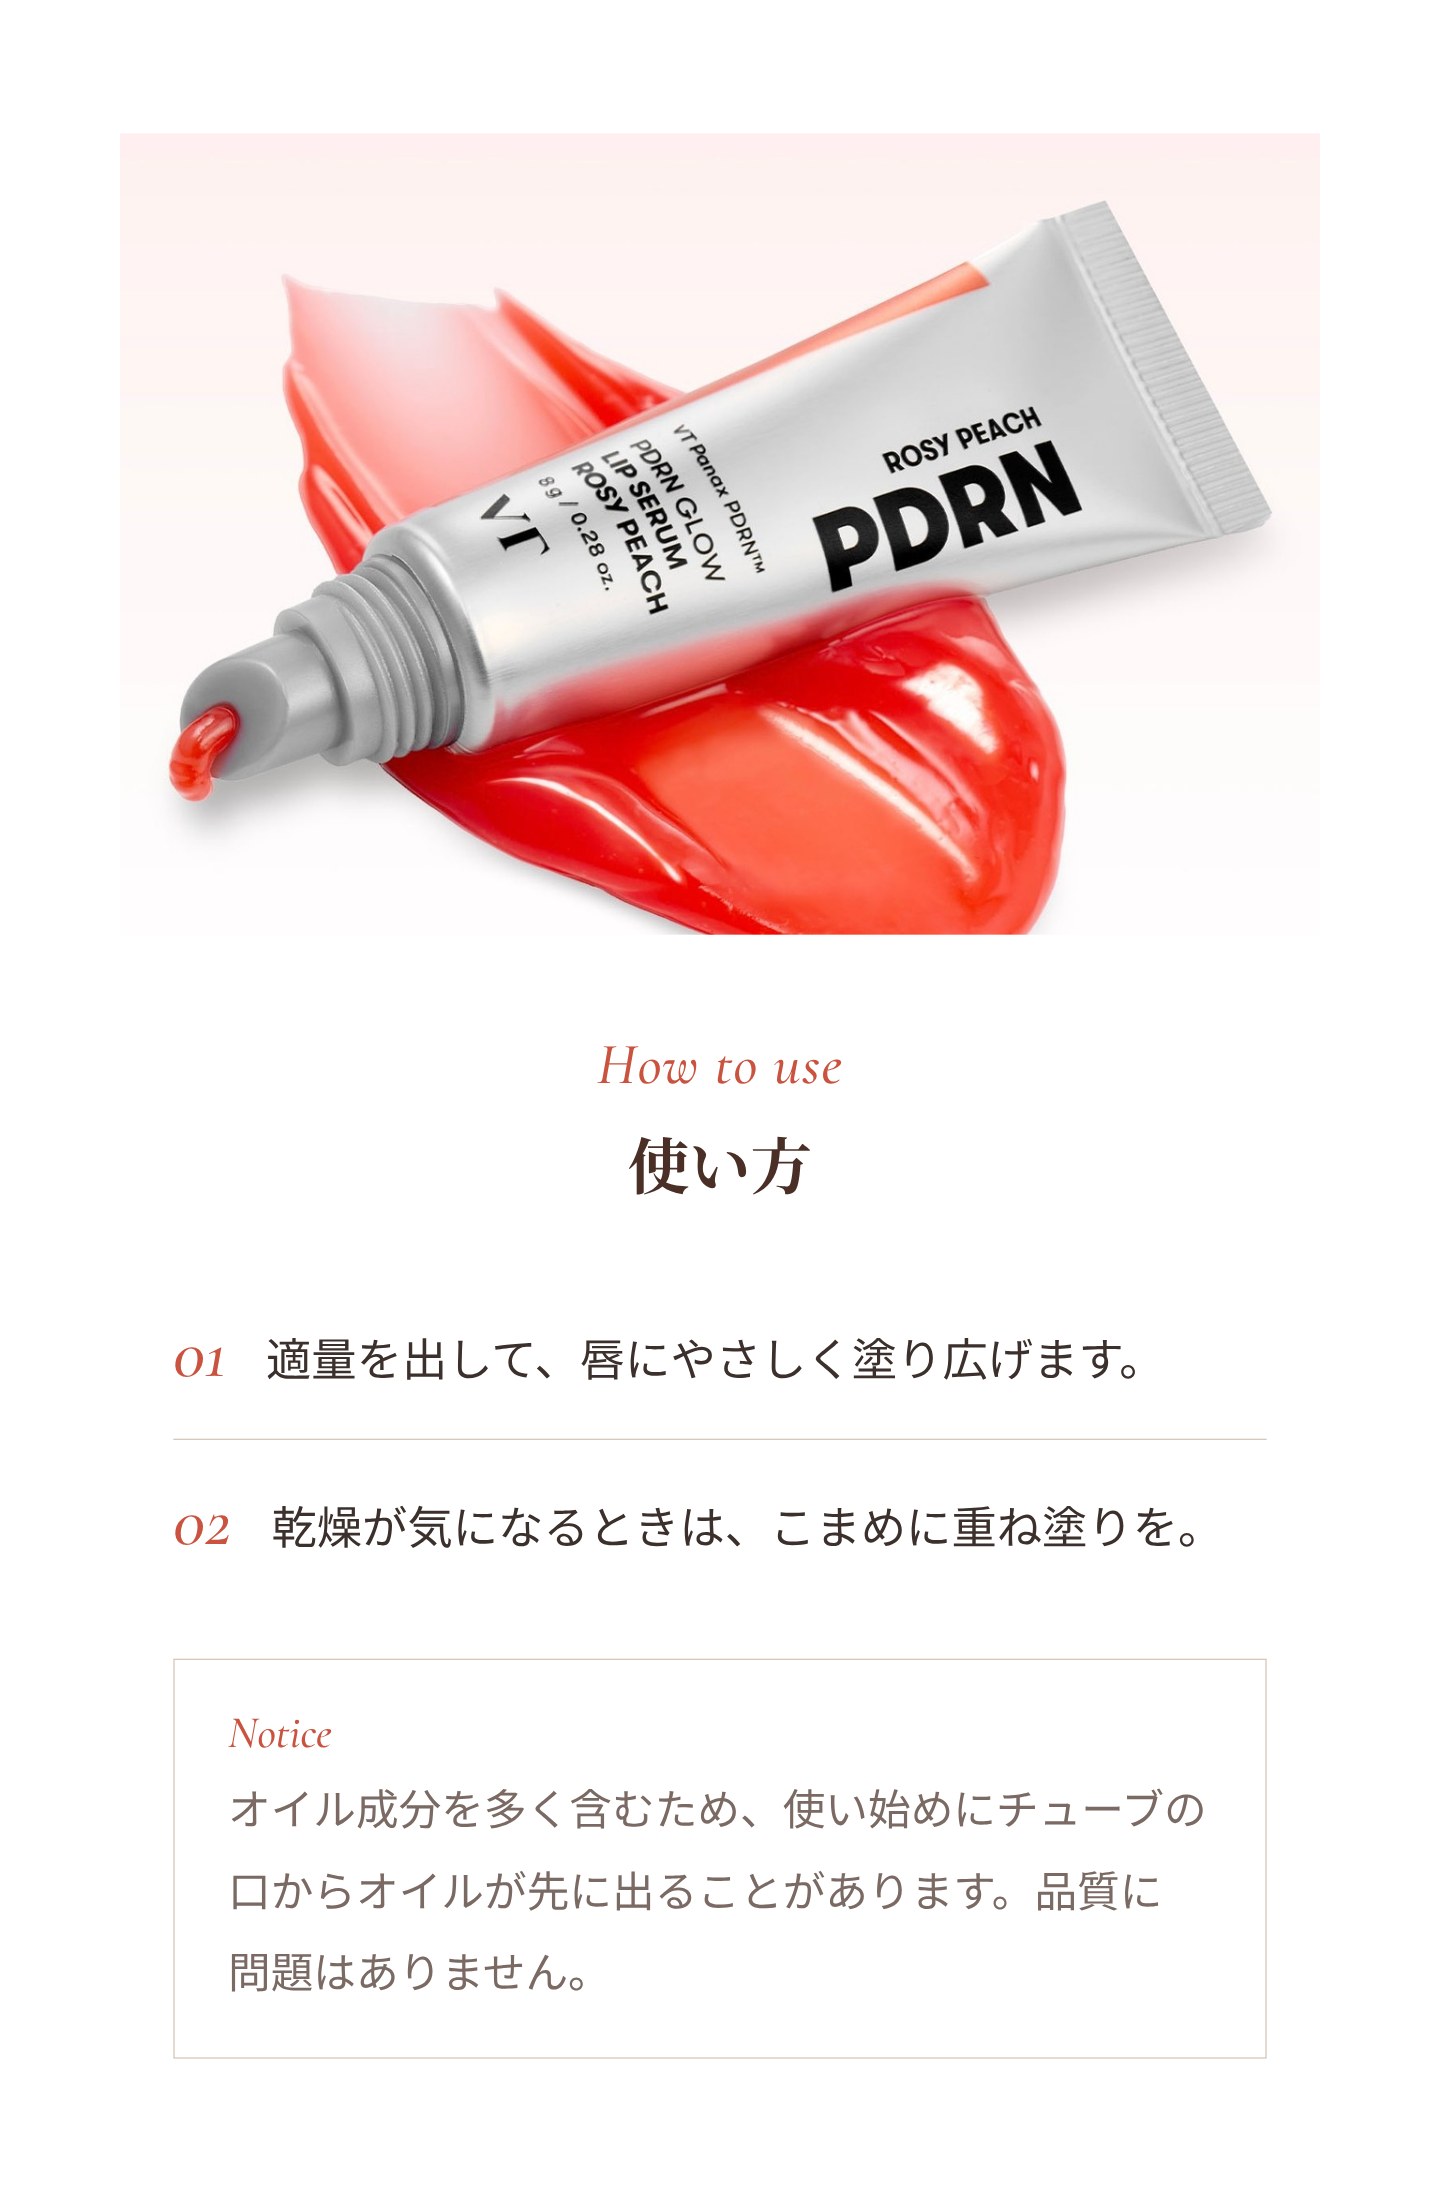 ROSY PEACH
PDRN
VT Panax PDRN™
PDRN GLOW
LIP SERUM
ROSY PEACH
8g / 0.28 oz.
VT
How to use
使い方
01 適量を出して、唇にやさしく塗り広げます。
02 乾燥が気になるときは、こまめに重ね塗りを。
Notice
オイル成分を多く含むため、使い始めにチューブの
口からオイルが先に出ることがあります。品質に
問題はありません。